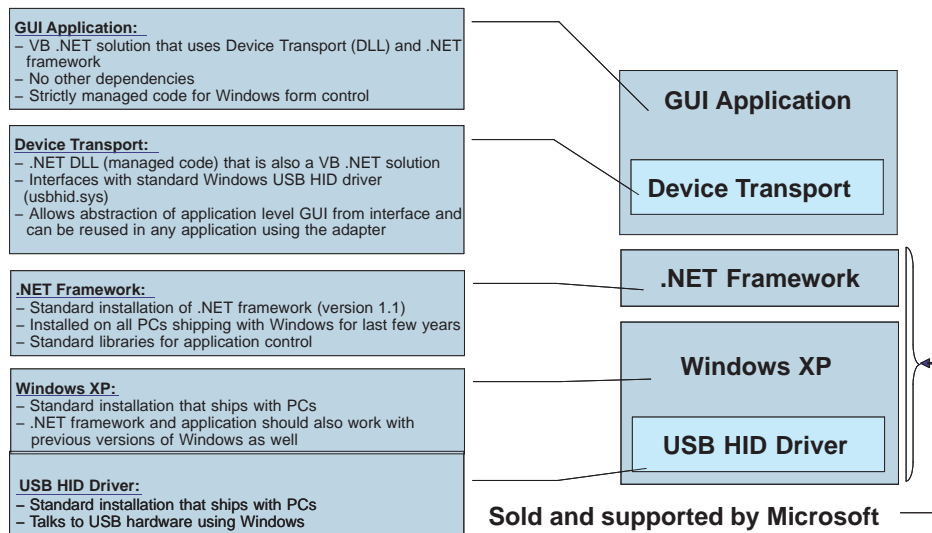 GUI Application:
– VB .NET solution that uses Device Transport (DLL) and .NET
framework
– No other dependencies
– Strictly managed code for Windows form control
Device Transport:
– .NET DLL (managed code) that is also a VB .NET solution
– Interfaces with standard Windows USB HID driver
(usbhid.sys)
– Allows abstraction of application level GUI from interface and
can be reused in any application using the adapter
.NET Framework:
– Standard installation of .NET framework (version 1.1)
– Installed on all PCs shipping with Windows for last few years
– Standard libraries for application control
Windows XP:
– Standard installation that ships with PCs
– .NET framework and application should also work with
previous versions of Windows as well
USB HID Driver:
– Standard installation that ships with PCs
– Talks to USB hardware using Windows
GUI Application
Device Transport
.NET Framework
Windows XP
USB HID Driver
Sold and supported by Microsoft